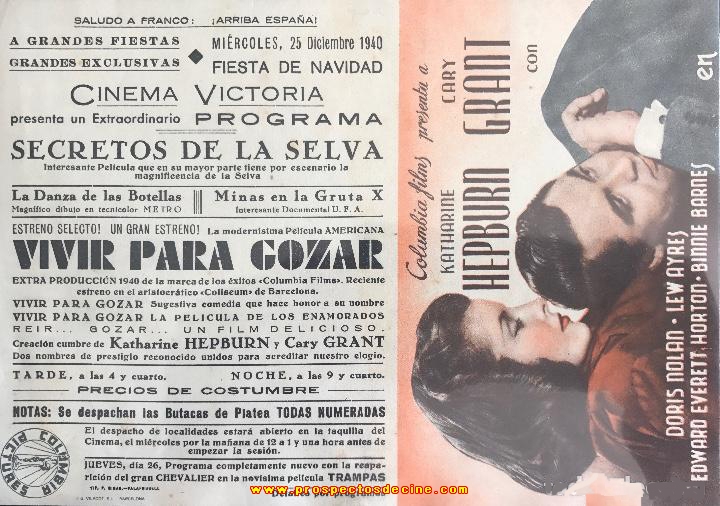 SALUDO A FRANCO: ¡ARRIBA ESPAÑA!
A GRANDES FIESTAS
GRANDES EXCLUSIVAS
MIÉRCOLES, 25 Diciembre 1940
FIESTA DE NAVIDAD
CINEMA VICTORIA
presenta un Extraordinario PROGRAMA
SECRETOS DE LA SELVA
Interesante Película que en su mayor parte tiene por escenario la
magnificencia de la Selva
La Danza de las Botellas
Magnífico dibujo en tecnicolor METRO
Minas en la Gruta X
Interesante Documental U. F. A.
ESTRENO SELECTO! UN GRAN ESTRENO! La modernisima Película AMERICANA
VIVIR PARA GOZAR
EXTRA PRODUCCIÓN 1940 de la marca de los éxitos «Columbia Films». Reciente
estreno en el aristocrático «Coliseum» de Barcelona.
VIVIR PARA GOZAR Sugestiva comedia que hace honor a su nombre
VIVIR PARA GOZAR LA PELICULA DE LOS ENAMORADOS
REIR... GOZAR... UN FILM DELICIOSO.
Creación cumbre de Katharine HEPBURN y Cary GRANT
Dos nombres de prestigio reconocido unidos para acreditar nuestro elogio.
TARDE, a las 4 y cuarto. NOCHE, a las 9 y cuarto.
PRECIOS DE COSTUMBRE
NOTAS: Se despachan las Butacas de Platea TODAS NUMERADAS
El despacho de localidades estará abierto en la taquilla del
Cinema, el miércoles por la mañana de 12 a 1 y una hora antes de
empezar la sesión.
JUEVES, día 26, Programa completamente nuevo con la reapa-
rición del gran CHEVALIER en la novísima película TRAMPAS
Detalles por programas
COLUMBIA PICTURES
www.prospectosdecine.com
Columbia films presenta a
KATHARINE HEPBURN
CARY GRANT
con
DORIS NOLAN · LEW AYRES
EDWARD EVERETT HORTON · BINNIE BARNES
en